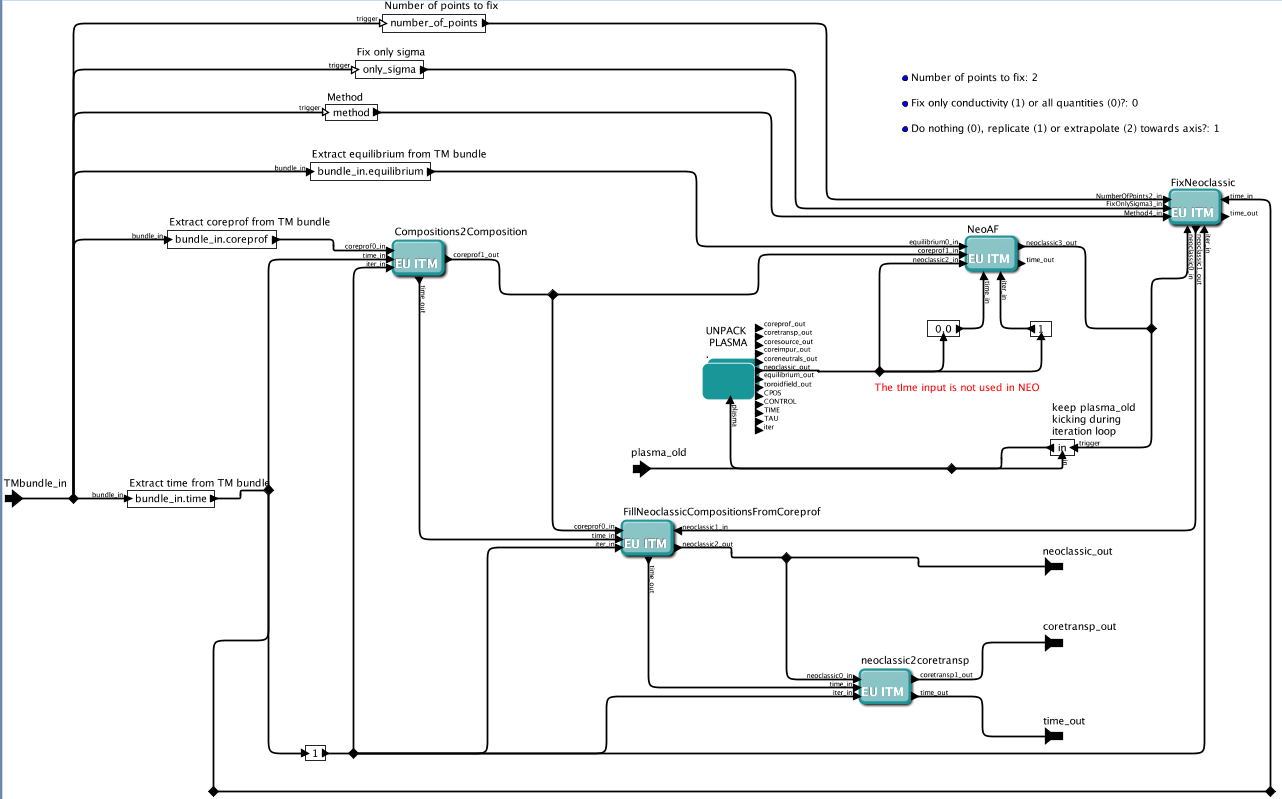 Number of points to fix
trigger
number_of_points
Fix only sigma
trigger
only_sigma
Number of points to fix: 2
Method
Fix only conductivity (1) or all quantities (0)?: 0
trigger
method
Do nothing (0), replicate (1) or extrapolate (2) towards axis?: 1
Extract equilibrium from TM bundle
bundle_in
bundle_in.equilibrium
FixNeoclassic
NumberOfPoints2_in
FixOnlySigma3_in
Method4_in
EU ITM
time_in
time_out
neoclassic0_in
neoclassic1_out
iter_in
Extract coreprof from TM bundle
bundle_in
bundle_in.coreprof
Compositions2Composition
coreprof0_in
time_in
iter_in
EU ITM
coreprof1_out
time_out
NeoAF
equilibrium0_in
coreprof1_in
neoclassic2_in
EU ITM
neoclassic3_out
time_out
time_in
iter_in
0.0
1
UNPACK
PLASMA
.
coreprof_out
coretransp_out
coresource_out
coreimpur_out
coreneutrals_out
neoclassic_out
equilibrium_out
toroidfield_out
CPOS
CONTROL
TIME
TAU
iter
plasma
The time input is not used in NEO
keep plasma_old
kicking during
iteration loop
in
trigger
in
plasma_old
TMbundle_in
Extract time from TM bundle
bundle_in
bundle_in.time
FillNeoclassicCompositionsFromCoreprof
coreprof0_in
time_in
iter_in
EU ITM
neoclassic1_in
neoclassic2_out
time_out
neoclassic_out
coretransp_out
neoclassic2coretransp
neoclassic0_in
time_in
iter_in
EU ITM
coretransp1_out
time_out
time_out
1